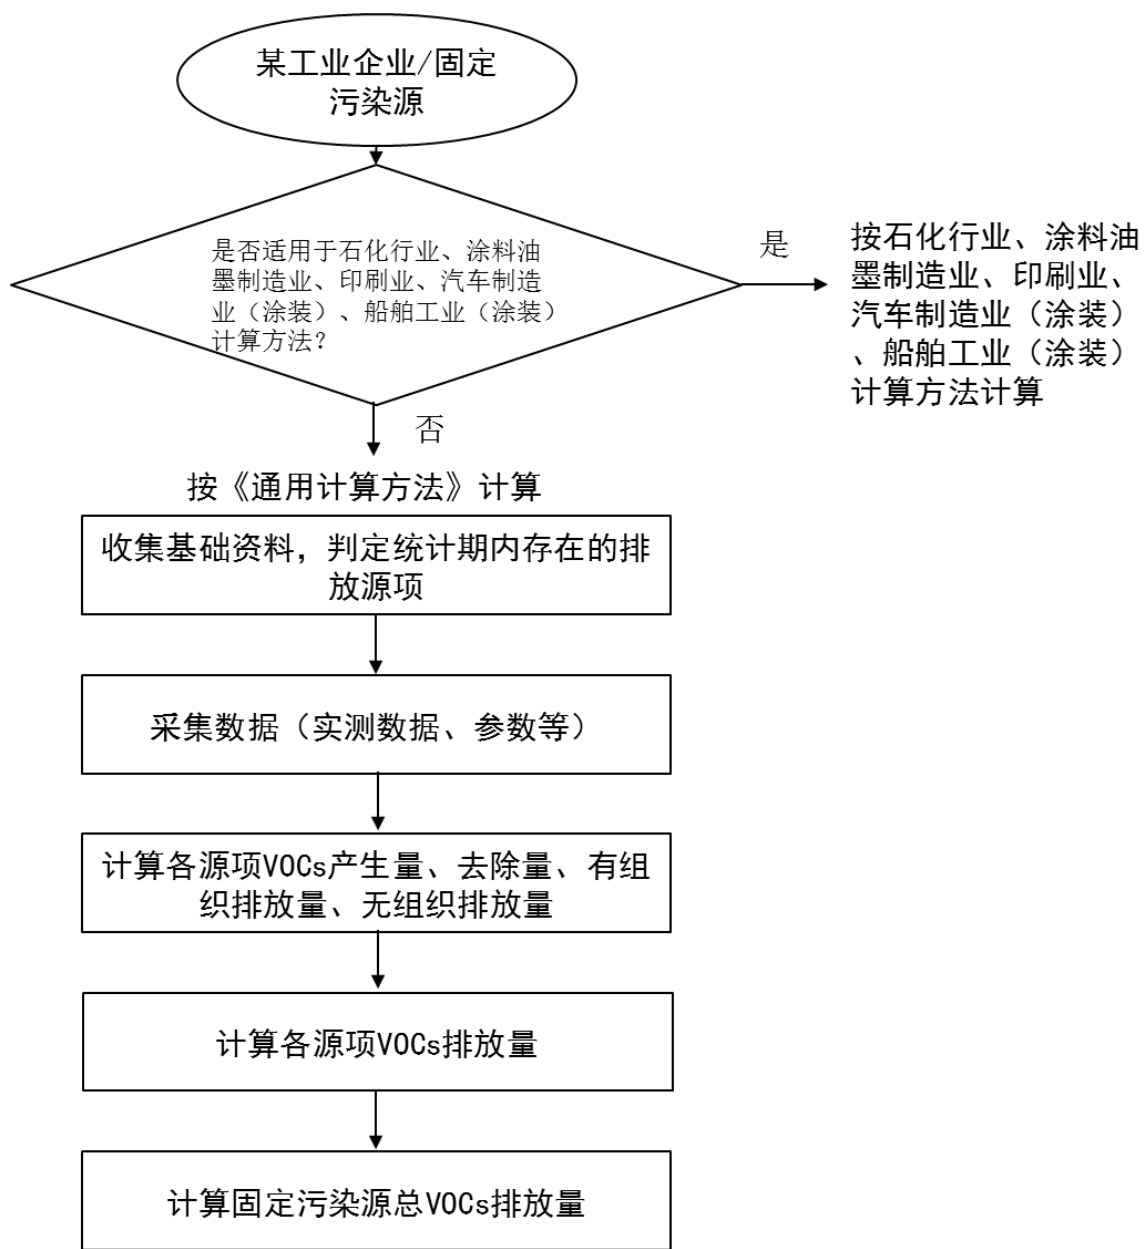 某工业企业/固定
污染源
是否适用于石化行业、涂料油
墨制造业、印刷业、汽车制造
业（涂装）、船舶工业（涂装）
计算方法？
是
按石化行业、涂料油
墨制造业、印刷业、
汽车制造业（涂装）
、船舶工业（涂装）
计算方法计算
否
按《通用计算方法》计算
收集基础资料，判定统计期内存在的排
放源项
采集数据（实测数据、参数等）
计算各源项VOCs产生量、去除量、有组
织排放量、无组织排放量
计算各源项VOCs排放量
计算固定污染源总VOCs排放量